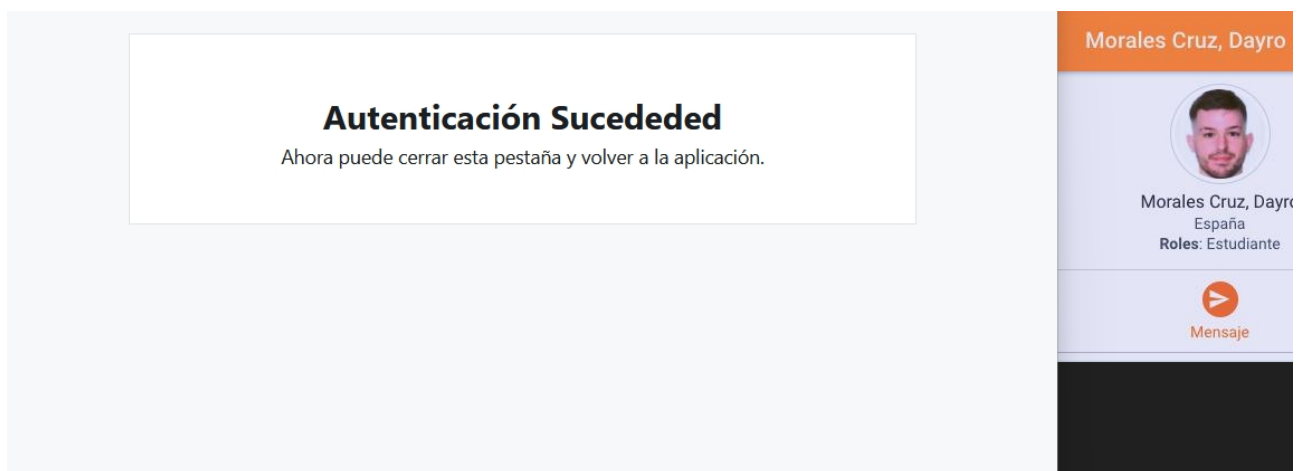 Autenticación Sucededed
Ahora puede cerrar esta pestaña y volver a la aplicación.
Morales Cruz, Dayro
Morales Cruz, Dayro
España
Roles: Estudiante
Mensaje